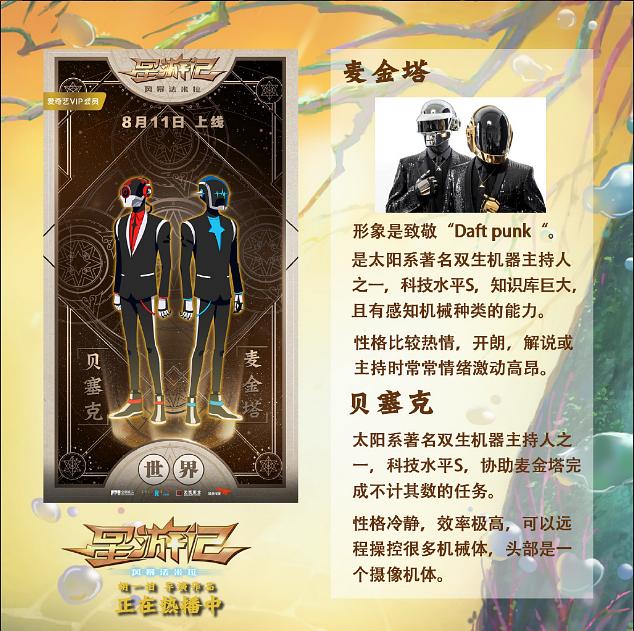 星游记
风暴法米拉
爱奇艺VIP会员
8月11日 上线
贝塞克
麦金塔
世界
星游记
风暴法米拉
周一追 年费抢看
正在热播中
麦金塔
形象是致敬“Daft punk“。
是太阳系著名双生机器主持人
之一，科技水平S，知识库巨大，
且有感知机械种类的能力。
性格比较热情，开朗，解说或
主持时常常情绪激动高昂。
贝塞克
太阳系著名双生机器主持人之
一，科技水平S，协助麦金塔完
成不计其数的任务。
性格冷静，效率极高，可以远
程操控很多机械体，头部是一
个摄像机体。